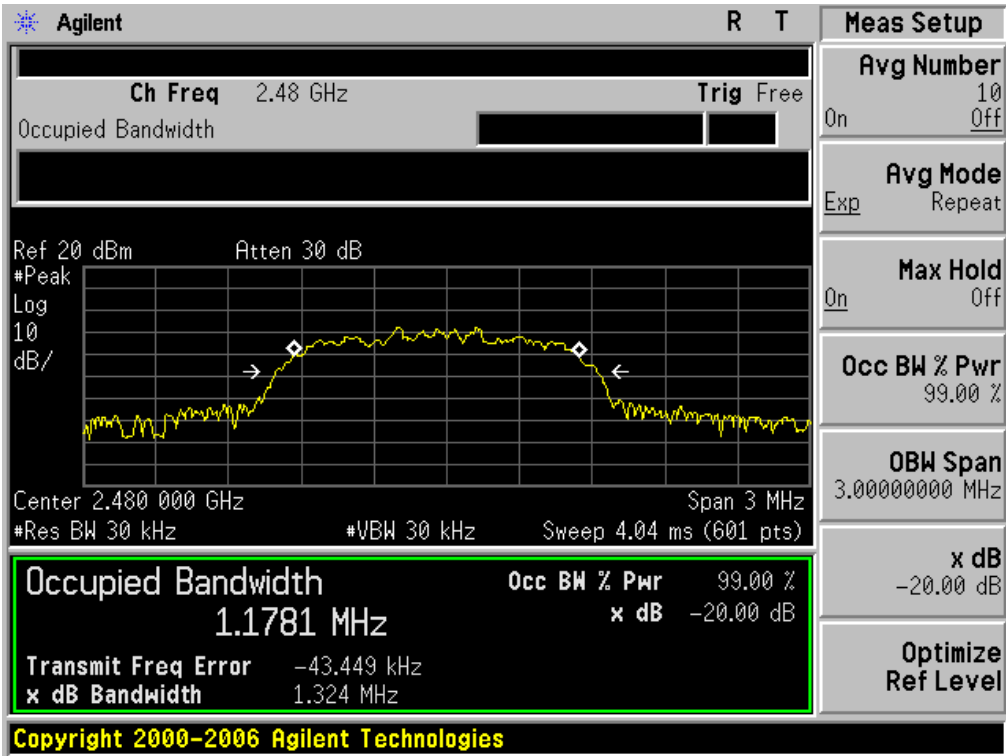 Agilent R T
Ch Freq 2.48 GHz Trig Free
Occupied Bandwidth
Ref 20 dBm Atten 30 dB
#Peak
Log
10
dB/
Center 2.480 000 GHz Span 3 MHz
#Res BW 30 kHz #VBW 30 kHz Sweep 4.04 ms (601 pts)
Occupied Bandwidth
1.1781 MHz
Occ BW % Pwr 99.00 %
x dB -20.00 dB
Transmit Freq Error -43.449 kHz
x dB Bandwidth 1.324 MHz
Copyright 2000-2006 Agilent Technologies
Meas Setup
Avg Number
10
On Off
Avg Mode
Exp Repeat
Max Hold
On Off
Occ BW % Pwr
99.00 %
OBW Span
3.00000000 MHz
x dB
-20.00 dB
Optimize
Ref Level